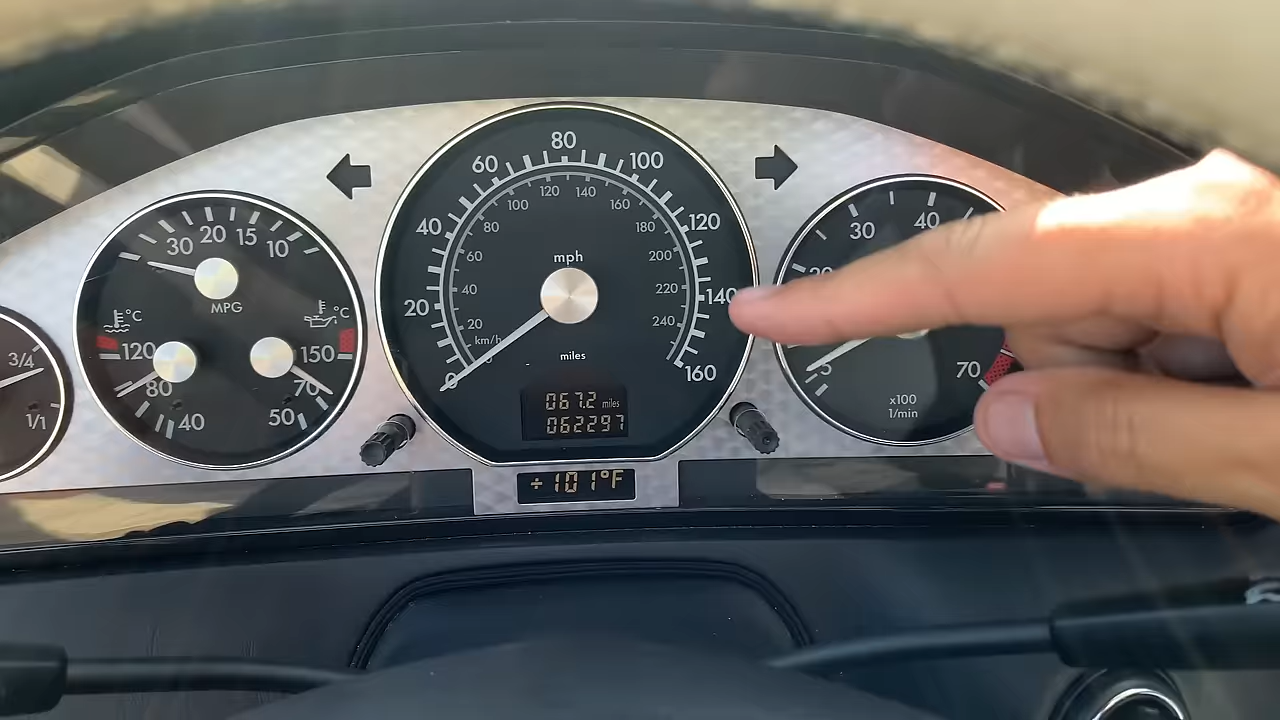 3/4
1/1
30 20 15 10
MPG
°C
°C
120
150
80
70
40
50
0 20 40 60 80 100 120 140 160
20 40 60 80 100 120 140 160 180 200 220 240
mph
km/h
miles
067.2 miles
062297
+101°F
30 40
70
x100
1/min